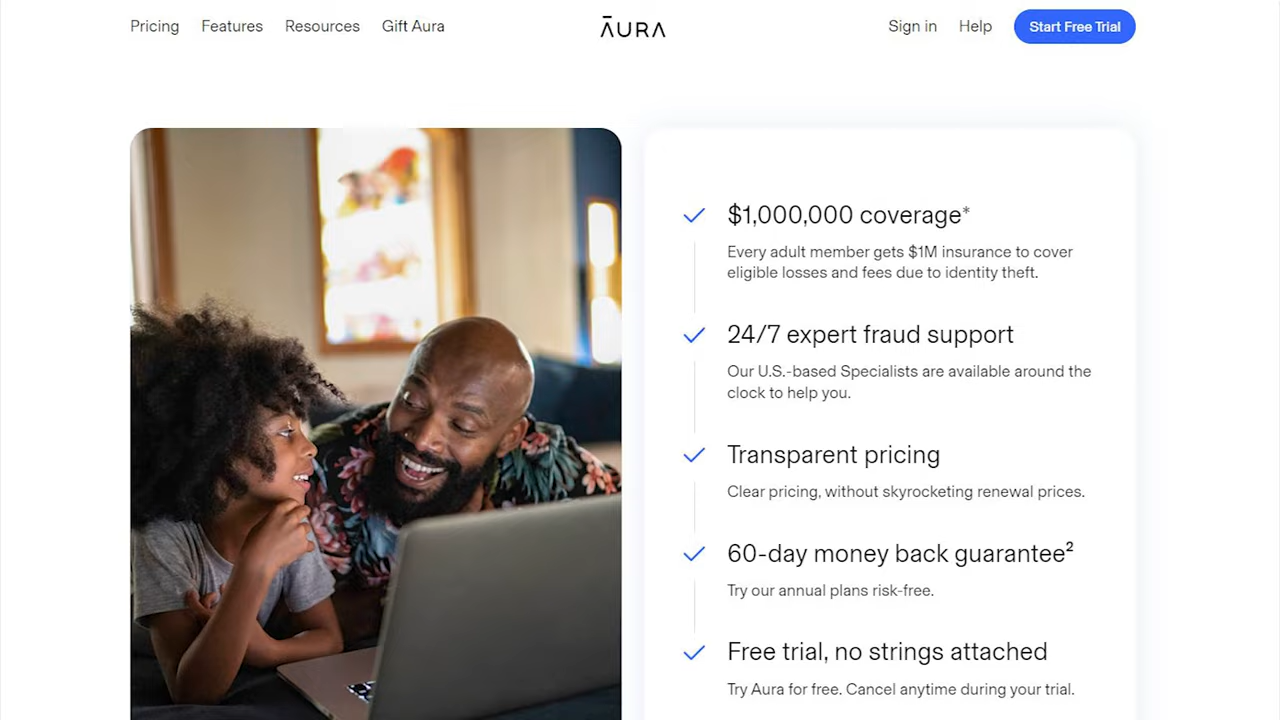 Pricing Features Resources Gift Aura ĀURA Sign in Help Start Free Trial
$1,000,000 coverage*
Every adult member gets $1M insurance to cover
eligible losses and fees due to identity theft.
24/7 expert fraud support
Our U.S.-based Specialists are available around the
clock to help you.
Transparent pricing
Clear pricing, without skyrocketing renewal prices.
60-day money back guarantee²
Try our annual plans risk-free.
Free trial, no strings attached
Try Aura for free. Cancel anytime during your trial.